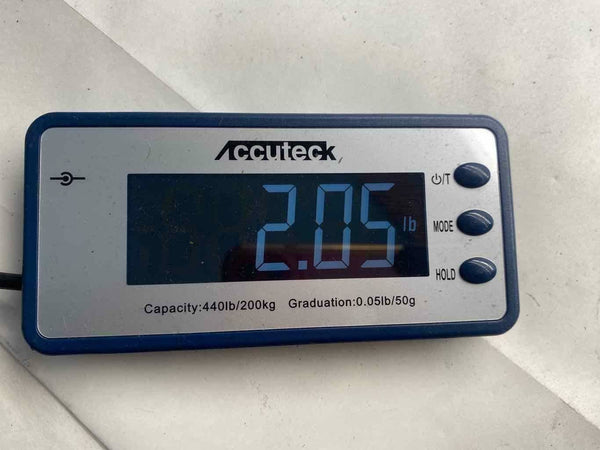 Accuteck
⏻/T
2.05 lb
MODE
HOLD
Capacity:440lb/200kg Graduation:0.05lb/50g